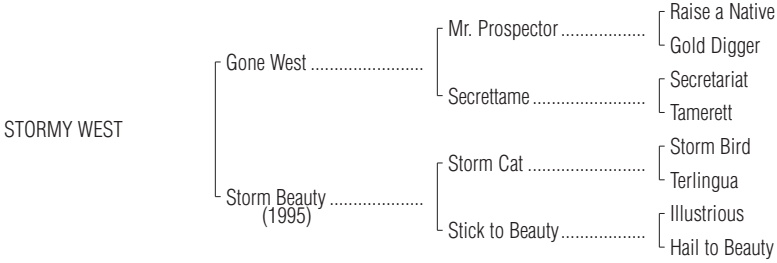 Raise a Native
Mr. Prospector ...................
Gold Digger
Gone West .........................
Secretariat
Secrettame .........................
Tamerett
STORMY WEST
Storm Bird
Storm Cat ..........................
Terlingua
Storm Beauty .....................
(1995)
Illustrious
Stick to Beauty ...................
Hail to Beauty